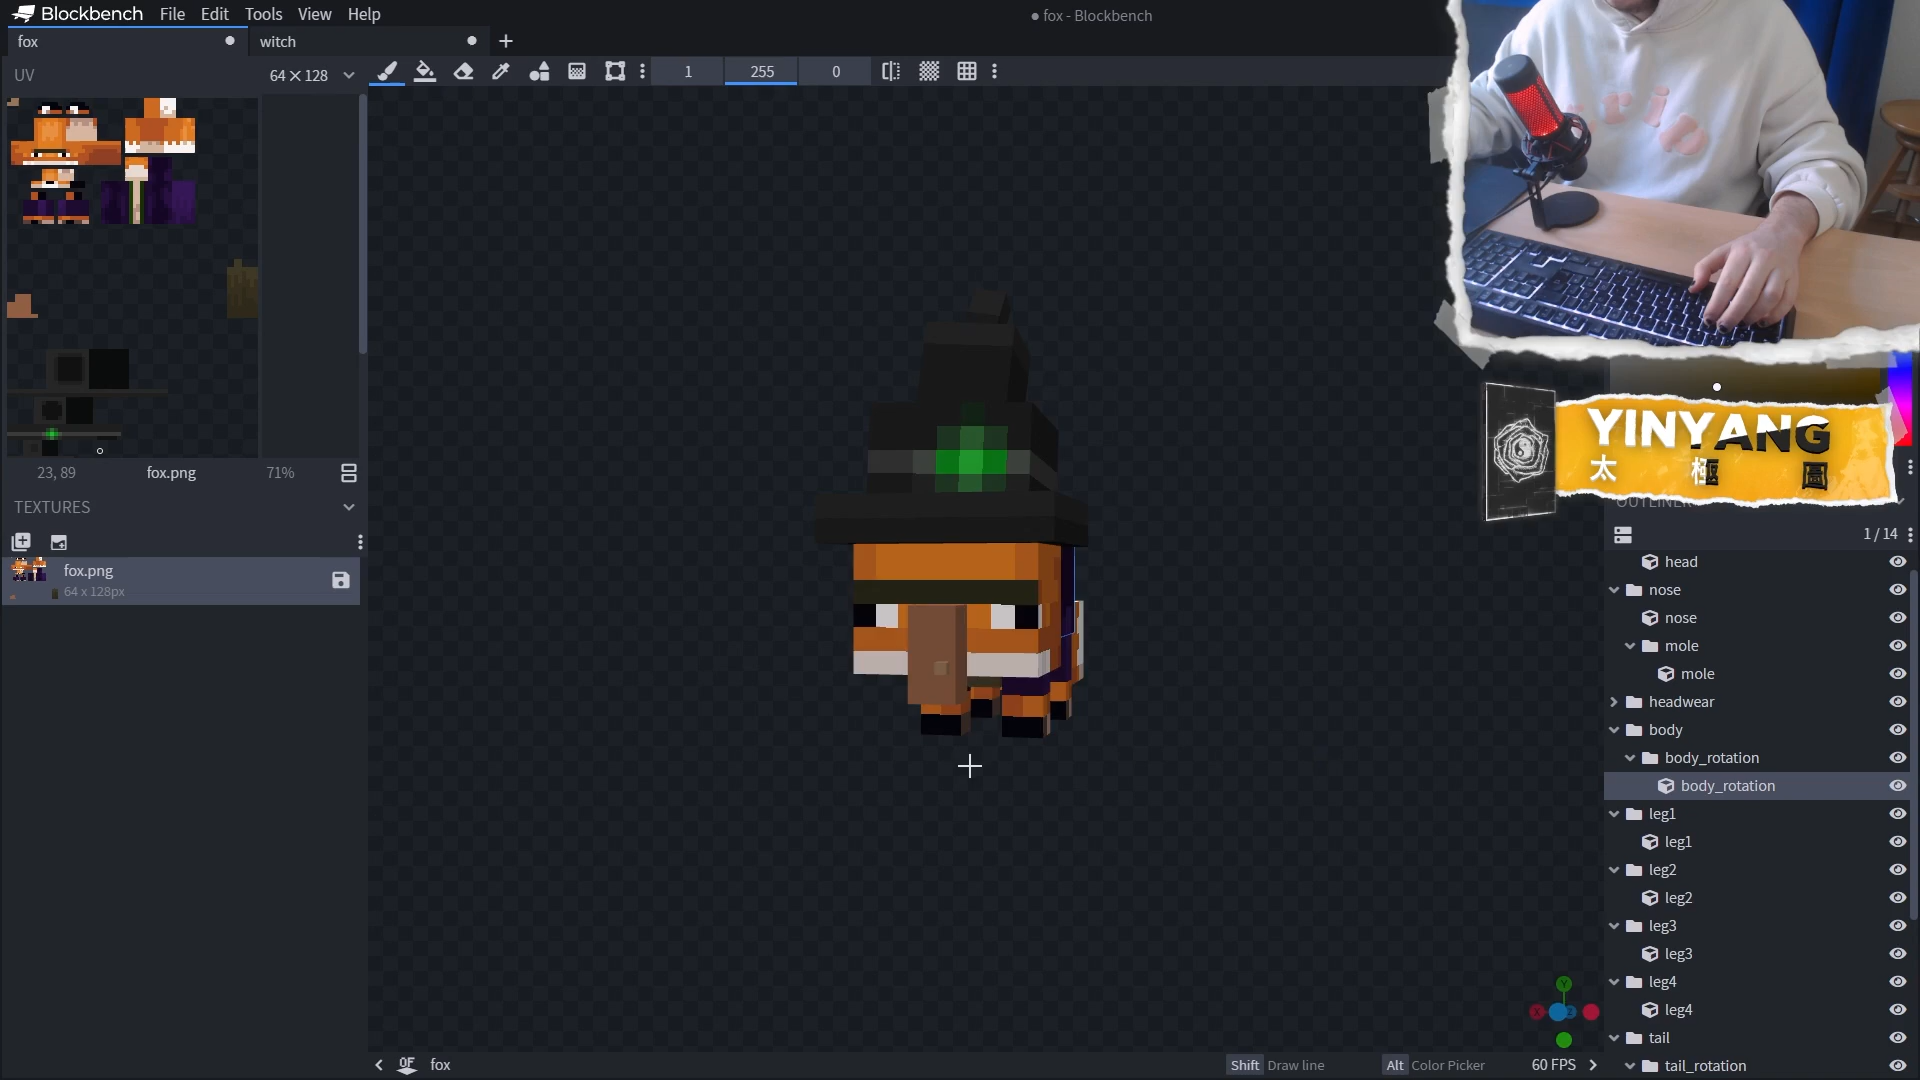 Blockbench File Edit Tools View Help
fox - Blockbench
fox
witch
UV
64 × 128
1
255
0
23, 89
fox.png
71%
TEXTURES
fox.png
64 x 128px
YINYANG
太 極 圖
OUTLINER
1 / 14
head
nose
nose
mole
mole
headwear
body
body_rotation
body_rotation
leg1
leg1
leg2
leg2
leg3
leg3
leg4
leg4
tail
tail_rotation
Y
X
Z
OF
fox
Shift Draw line
Alt Color Picker
60 FPS